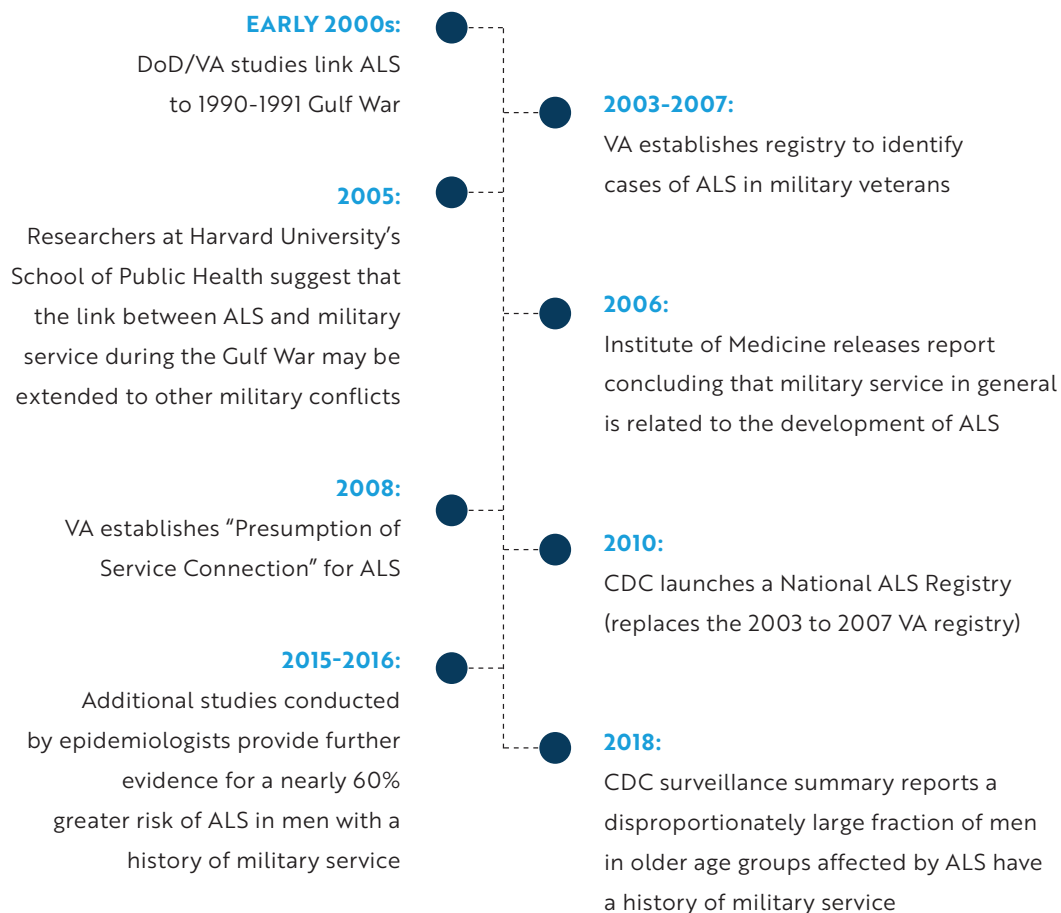 EARLY 2000s:
DoD/VA studies link ALS
to 1990-1991 Gulf War
2003-2007:
VA establishes registry to identify
cases of ALS in military veterans
2005:
Researchers at Harvard University’s
School of Public Health suggest that
the link between ALS and military
service during the Gulf War may be
extended to other military conflicts
2006:
Institute of Medicine releases report
concluding that military service in general
is related to the development of ALS
2008:
VA establishes “Presumption of
Service Connection” for ALS
2010:
CDC launches a National ALS Registry
(replaces the 2003 to 2007 VA registry)
2015-2016:
Additional studies conducted
by epidemiologists provide further
evidence for a nearly 60%
greater risk of ALS in men with a
history of military service
2018:
CDC surveillance summary reports a
disproportionately large fraction of men
in older age groups affected by ALS have
a history of military service